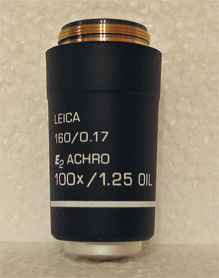 LEICA
160/0.17
E2 ACHRO
100x/1.25 OIL